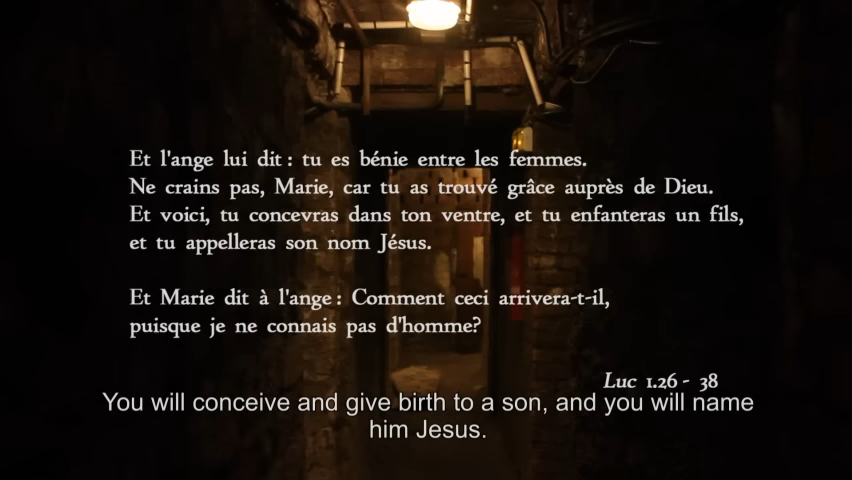 Et l'ange lui dit : tu es bénie entre les femmes.
Ne crains pas, Marie, car tu as trouvé grâce auprès de Dieu.
Et voici, tu concevras dans ton ventre, et tu enfanteras un fils,
et tu appelleras son nom Jésus.
Et Marie dit à l'ange : Comment ceci arrivera-t-il,
puisque je ne connais pas d'homme?
Luc 1.26 - 38
You will conceive and give birth to a son, and you will name
him Jesus.